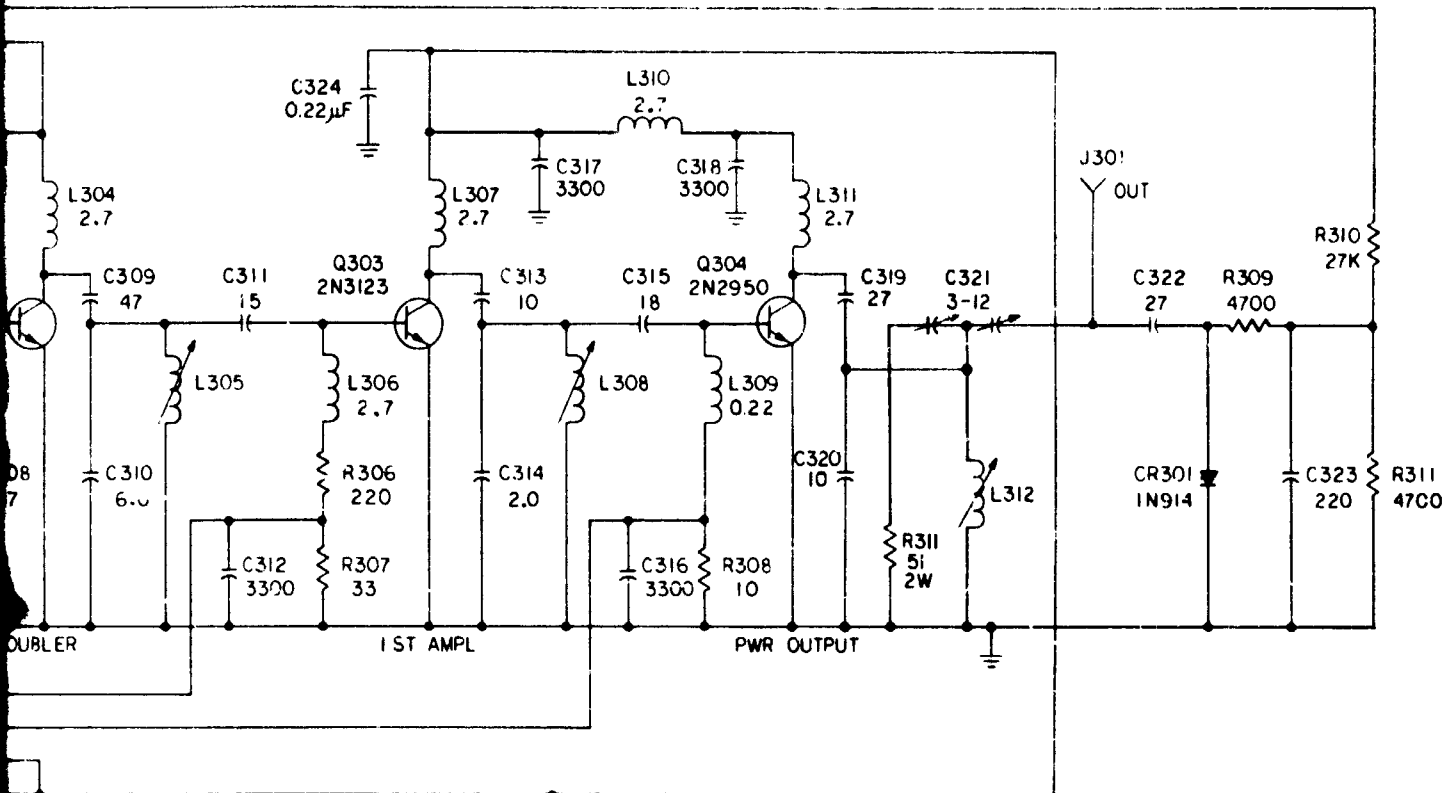 C324
0.22µF
L310
2.7
C317
3300
C318
3300
J301
OUT
L304
2.7
L307
2.7
L311
2.7
R310
27K
C309
47
C311
15
Q303
2N3123
C313
10
C315
18
Q304
2N2950
C319
27
C321
3-12
C322
27
R309
4700
L305
L306
2.7
L308
L309
0.22
C310
R306
220
C314
2.0
C320
10
L312
CR301
1N914
C323
220
R311
4700
C312
3300
R307
33
C316
3300
R308
10
R311
51
2W
OUBLER
1ST AMPL
PWR OUTPUT